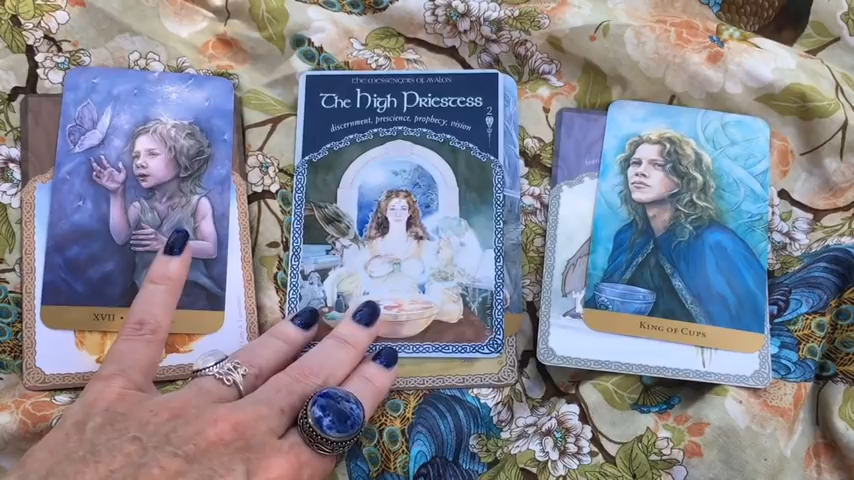 XVII •
THE MESSENGERS OF AVALON
The High Priestess
2
discernment, prescience, prophecy, vision
KING OF CUPS